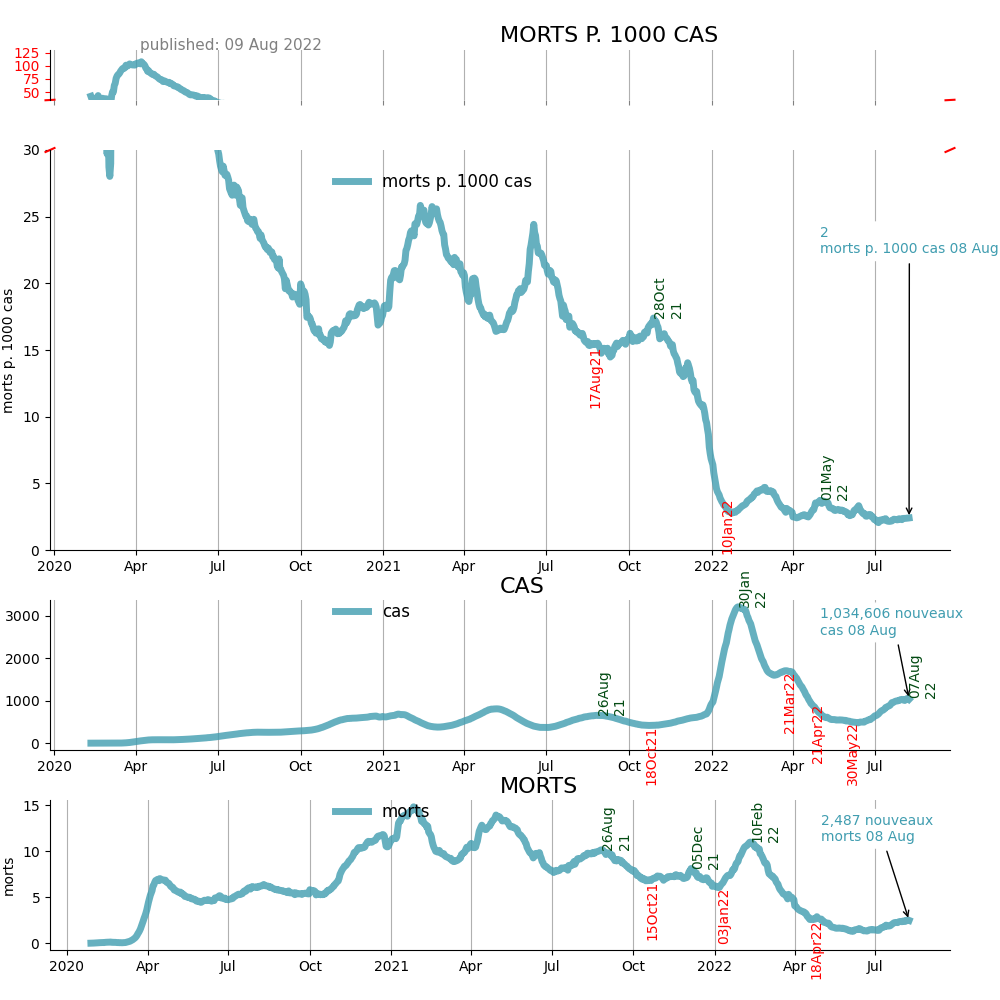 MORTS P. 1000 CAS
published: 09 Aug 2022
125
100
75
50
30
25
20
15
10
5
0
morts p. 1000 cas
morts p. 1000 cas
2
morts p. 1000 cas 08 Aug
28Oct
21
17Aug21
10Jan22
01May
22
2020 Apr Jul Oct 2021 Apr Jul Oct 2022 Apr Jul
CAS
3000
2000
1000
0
cas
26Aug
21
18Oct21
30Jan
22
21Mar22
21Apr22
30May22
1,034,606 nouveaux
cas 08 Aug
07Aug
22
2020 Apr Jul Oct 2021 Apr Jul Oct 2022 Apr Jul
MORTS
15
10
5
0
morts
morts
26Aug
21
15Oct21
05Dec
21
03Jan22
10Feb
22
18Apr22
2,487 nouveaux
morts 08 Aug
2020 Apr Jul Oct 2021 Apr Jul Oct 2022 Apr Jul